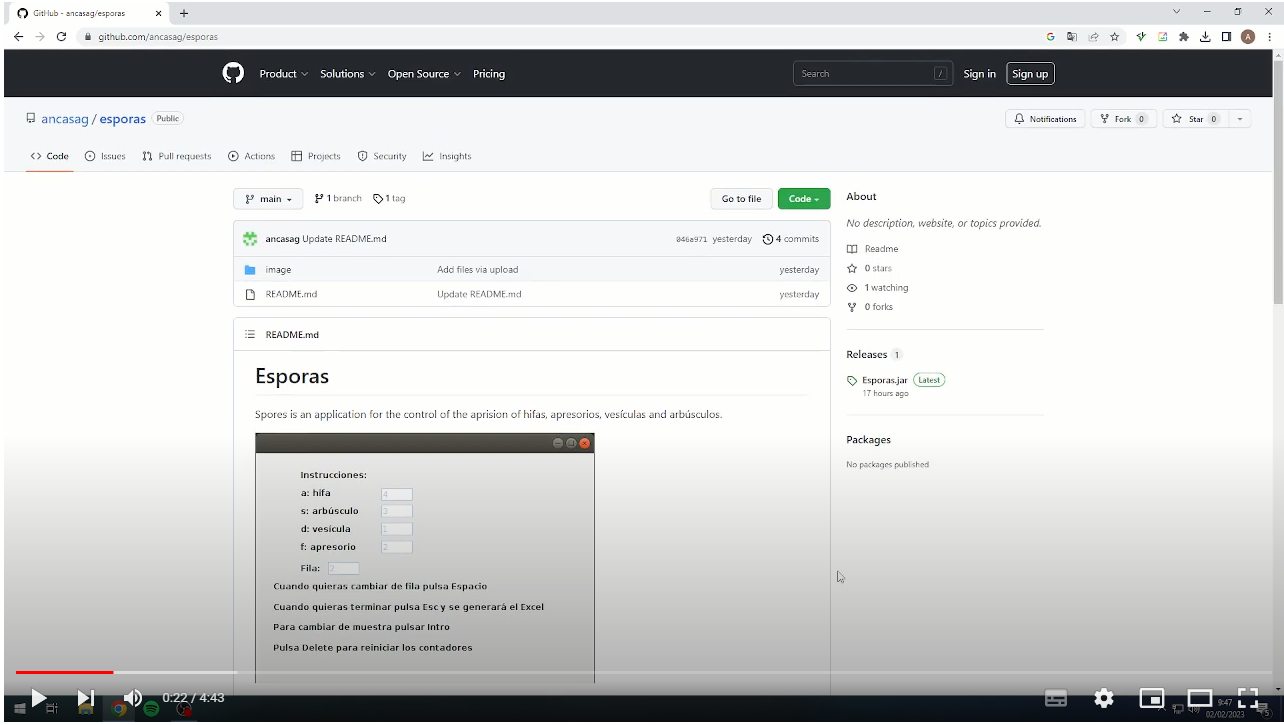 GitHub - ancasag/esporas
github.com/ancasag/esporas
Product Solutions Open Source Pricing Search / Sign in Sign up
ancasag / esporas Public
Notifications Fork 0 Star 0
Code Issues Pull requests Actions Projects Security Insights
main 1 branch 1 tag Go to file Code
ancasag Update README.md 046a971 yesterday 4 commits
image Add files via upload yesterday
README.md Update README.md yesterday
README.md
Esporas
Spores is an application for the control of the aprision of hifas, apresorios, vesículas and arbúsculos.
Instrucciones:
a: hifa 4
s: arbúsculo 3
d: vesícula 1
f: apresorio 2
Fila: 2
Cuando quieras cambiar de fila pulsa Espacio
Cuando quieras terminar pulsa Esc y se generará el Excel
Para cambiar de muestra pulsar Intro
Pulsa Delete para reiniciar los contadores
About
No description, website, or topics provided.
Readme
0 stars
1 watching
0 forks
Releases 1
Esporas.jar Latest
17 hours ago
Packages
No packages published
0:22 / 4:43
9:47
02/02/2023